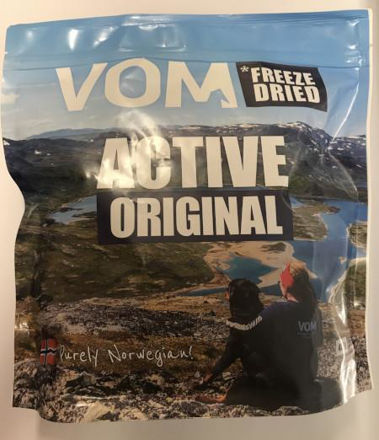 VOM
*FREEZE
DRIED
ACTIVE
ORIGINAL
VOM
Purely Norwegian!